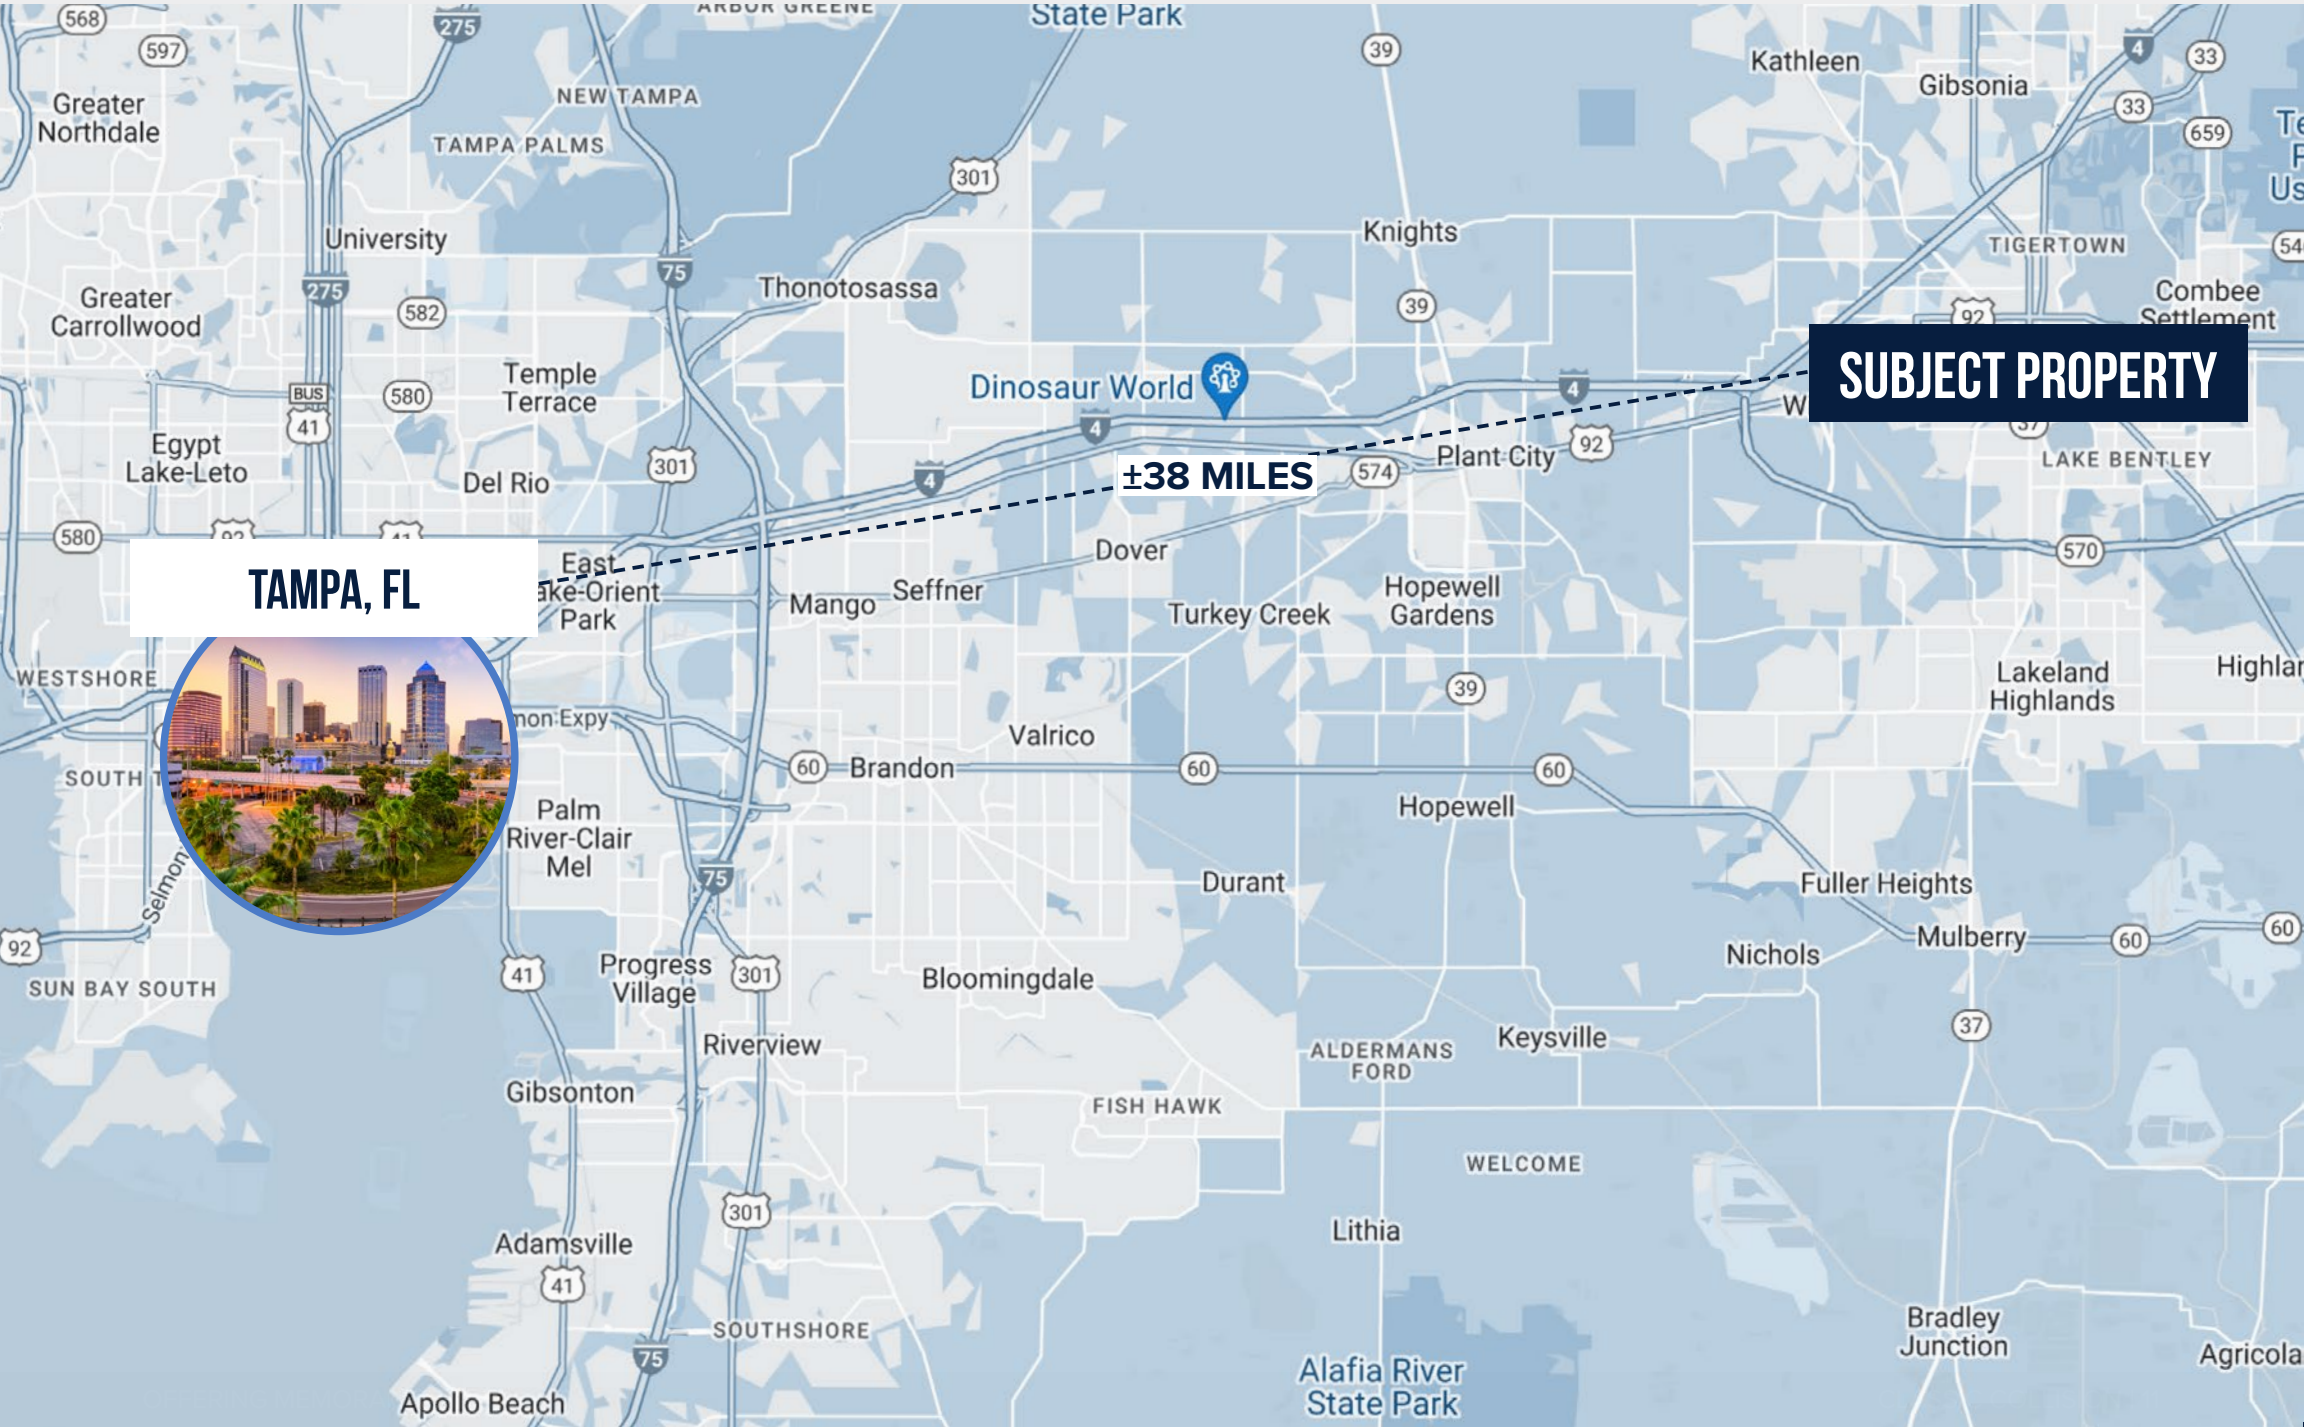 568
597
275
ARBOR GREENE
State Park
39
Kathleen
Gibsonia
4
33
33
659
Greater
Northdale
NEW TAMPA
TAMPA PALMS
301
University
275
75
Knights
TIGERTOWN
Thonotosassa
39
Greater
Carrollwood
582
Combee
Settlement
92
Temple
Terrace
580
BUS
41
Dinosaur World
4
4
SUBJECT PROPERTY
37
Egypt
Lake-Leto
Del Rio
301
4
±38 MILES
574
Plant City
92
LAKE BENTLEY
580
92
41
570
TAMPA, FL
East
Lake-Orient
Park
Mango
Seffner
Dover
Turkey Creek
Hopewell
Gardens
WESTSHORE
39
Lakeland
Highlands
Expy
Valrico
SOUTH
60
Brandon
60
60
Hopewell
Palm
River-Clair
Mel
75
Durant
Fuller Heights
Selmon
92
Mulberry
60
60
Nichols
SUN BAY SOUTH
41
Progress
Village
301
Bloomingdale
37
Riverview
ALDERMANS
FORD
Keysville
Gibsonton
FISH HAWK
WELCOME
301
Lithia
Adamsville
41
SOUTHSHORE
75
Bradley
Junction
Agricola
Alafia River
State Park
Apollo Beach